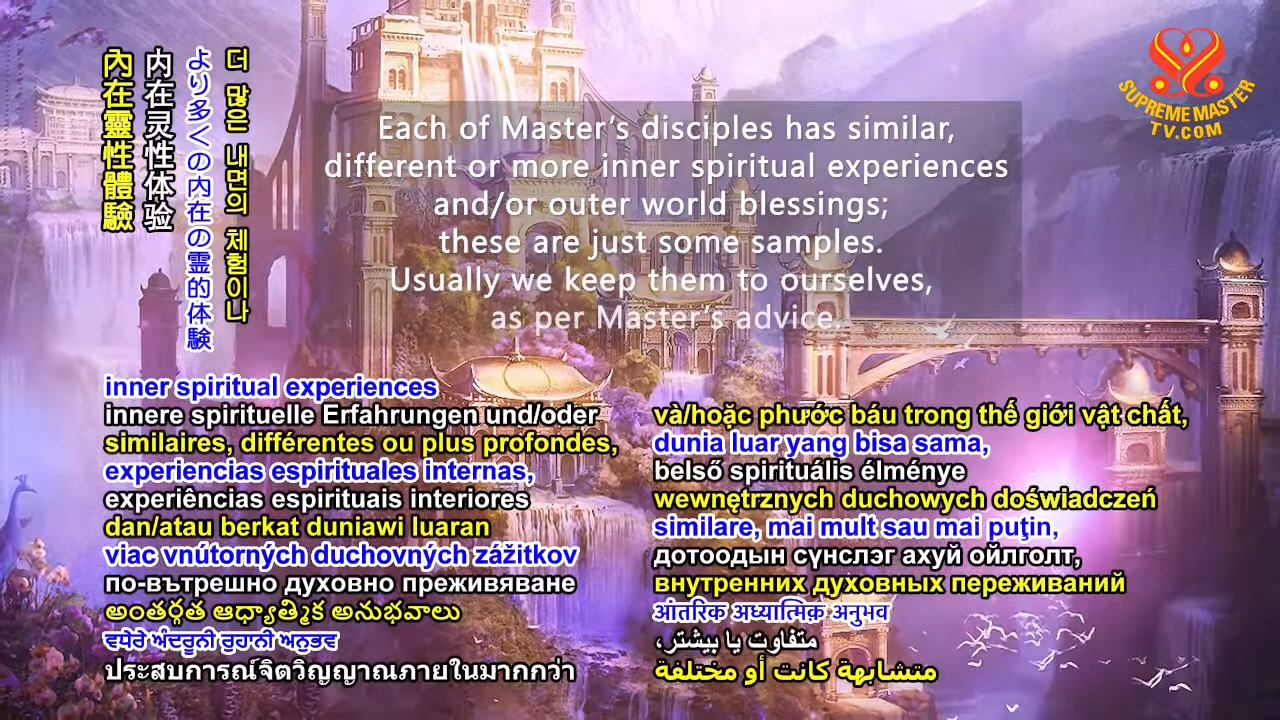 內在靈性體驗
内在灵性体验
より多くの内在の霊的体験
더 많은 내면의 체험이나
SUPREME MASTER
TV.COM
Each of Master's disciples has similar,
different or more inner spiritual experiences
and/or outer world blessings;
these are just some samples.
Usually we keep them to ourselves,
as per Master's advice.
inner spiritual experiences
innere spirituelle Erfahrungen und/oder
similaires, différentes ou plus profondes,
experiencias espirituales internas,
experiências espirituais interiores
dan/atau berkat duniawi luaran
viac vnútorných duchovných zážitkov
по-вътрешно духовно преживяване
అంతర్గత ఆధ్యాత్మిక అనుభవాలు
ਵਧੇਰੇ ਅੰਦਰੂਨੀ ਰੂਹਾਨੀ ਅਨੁਭਵ
ประสบการณ์จิตวิญญาณภายในมากกว่า
và/hoặc phước báu trong thế giới vật chất,
dunia luar yang bisa sama,
belső spirituális élménye
wewnętrznych duchowych doświadczeń
similare, mai mult sau mai puţin,
дотоодын сүнслэг ахуй ойлголт,
внутренних духовных переживаний
आंतरिक अध्यात्मिक अनुभव
متفاوت یا بیشتر،
متشابهة كانت أو مختلفة